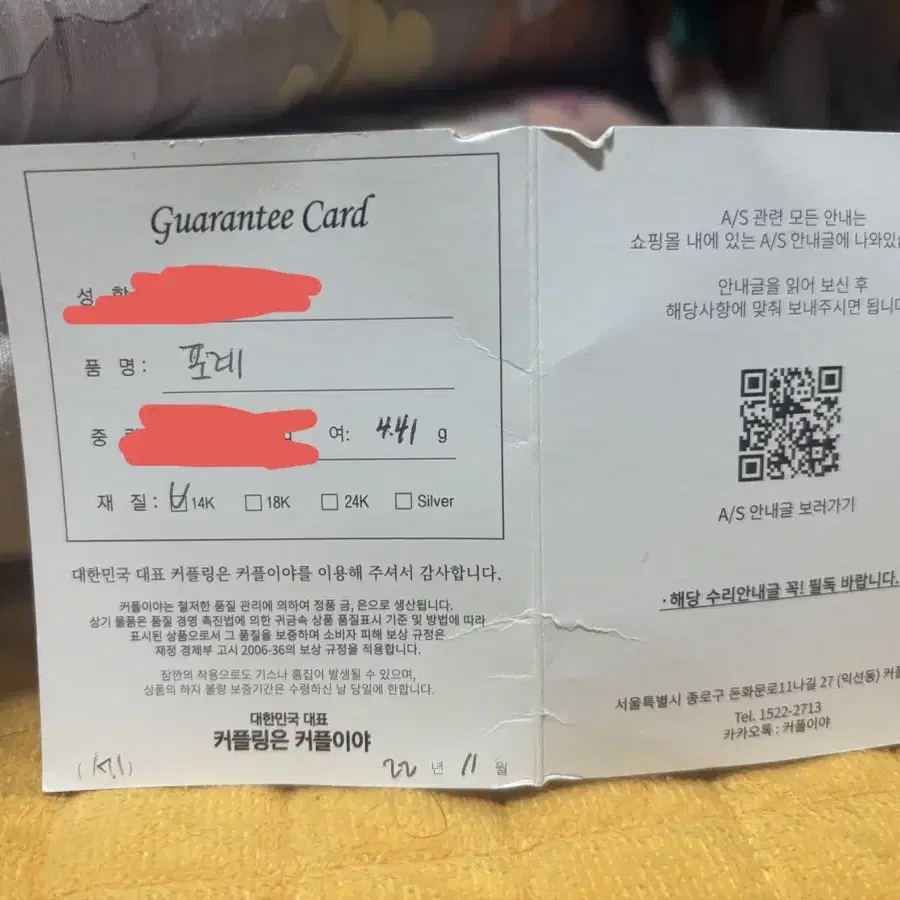 Guarantee Card
성 함
품 명: 포레
중 g 여: 4.41 g
재 질: 14K 18K 24K Silver
대한민국 대표 커플링은 커플이야를 이용해 주셔서 감사합니다.
커플이야는 철저한 품질 관리에 의하여 정품 금, 은으로 생산됩니다.
상기 물품온 품질 경영 촉진법에 의한 귀금속 상품 품질표시 기준 및 방법에 따라
표시된 상품으로서 그 품질을 보증하며 소비자 피해 보상 규정은
재정 경제부 고시 2006-36의 보상 규정을 적용합니다.
잠깐의 착용으로도 기스나 흠집이 발생될 수 있으며,
상품의 하자 불량 보증기간은 수령하신 날 당일에 한합니다.
대한민국 대표
커플링은 커플이야
22 년 11 월
A/S 관련 모든 안내는
쇼핑몰 내에 있는 A/S 안내글에 나와있습
안내글을 읽어 보신 후
해당사항에 맞춰 보내주시면 됩니다
A/S 안내글 보러가기
·해당 수리안내글 꼭! 필독 바랍니다.
서울특별시 종로구 돈화문로11나길 27 (익선동) 커플
Tel. 1522-2713
카카오톡 : 커플이야